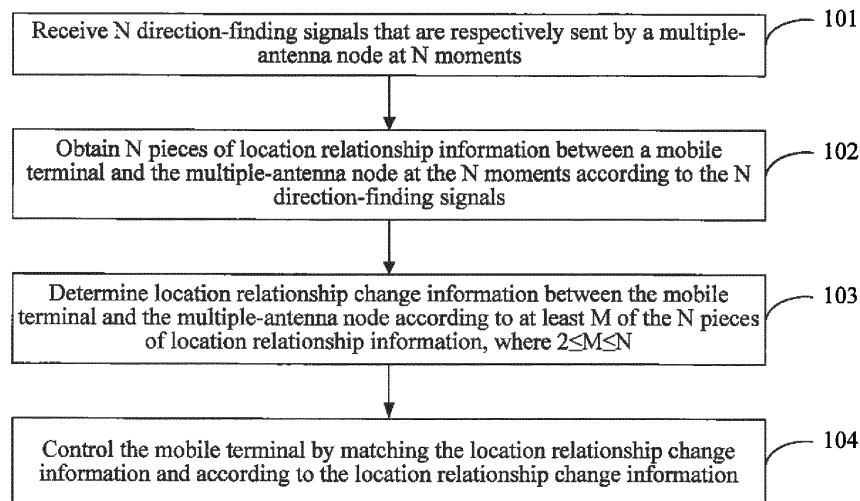 Receive N direction-finding signals that are respectively sent by a multiple-
antenna node at N moments
101
Obtain N pieces of location relationship information between a mobile
terminal and the multiple-antenna node at the N moments according to the N
direction-finding signals
102
Determine location relationship change information between the mobile
terminal and the multiple-antenna node according to at least M of the N pieces
of location relationship information, where 2≤M≤N
103
Control the mobile terminal by matching the location relationship change
information and according to the location relationship change information
104